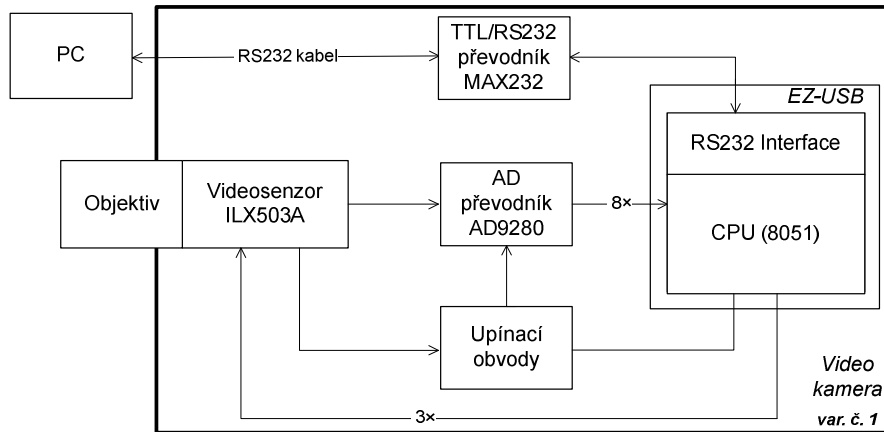 PC
RS232 kabel
TTL/RS232
převodník
MAX232
EZ-USB
RS232 Interface
CPU (8051)
Objektiv
Videosenzor
ILX503A
AD
převodník
AD9280
8×
Upínací
obvody
3×
Video
kamera
var. č. 1